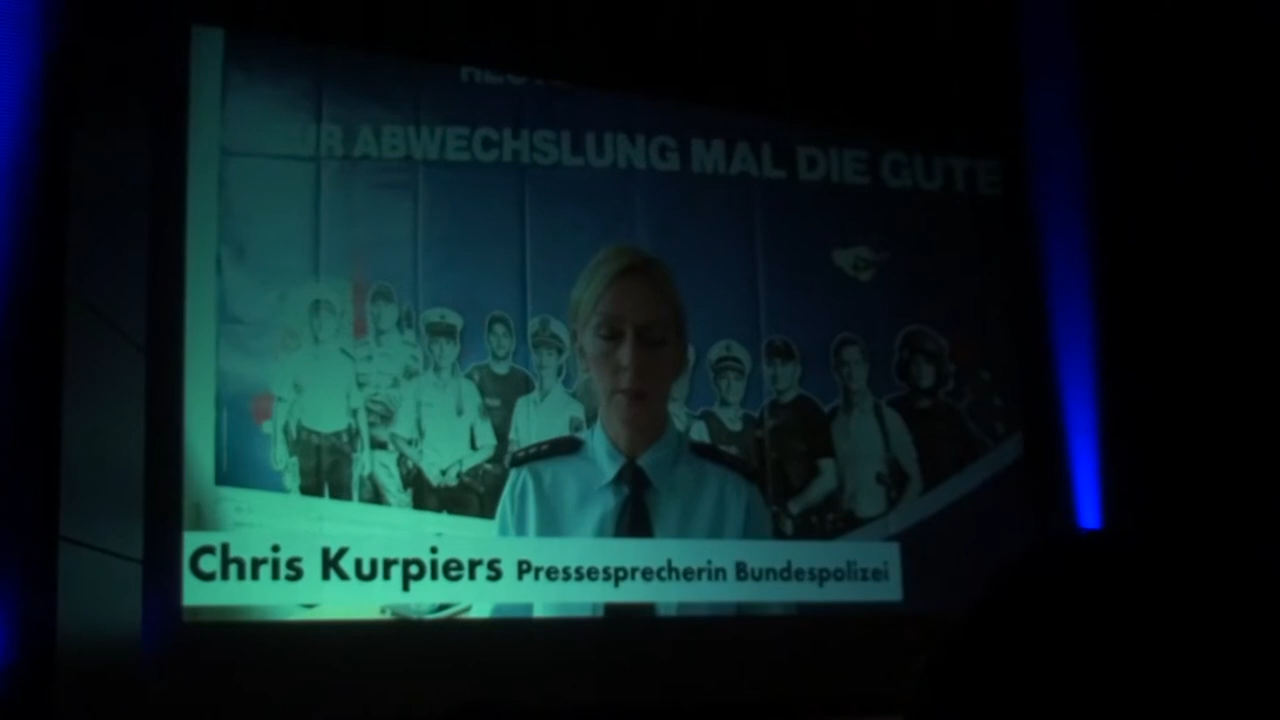 ABWECHSLUNG MAL DIE GUTE
Chris Kurpiers Pressesprecherin Bundespolizei